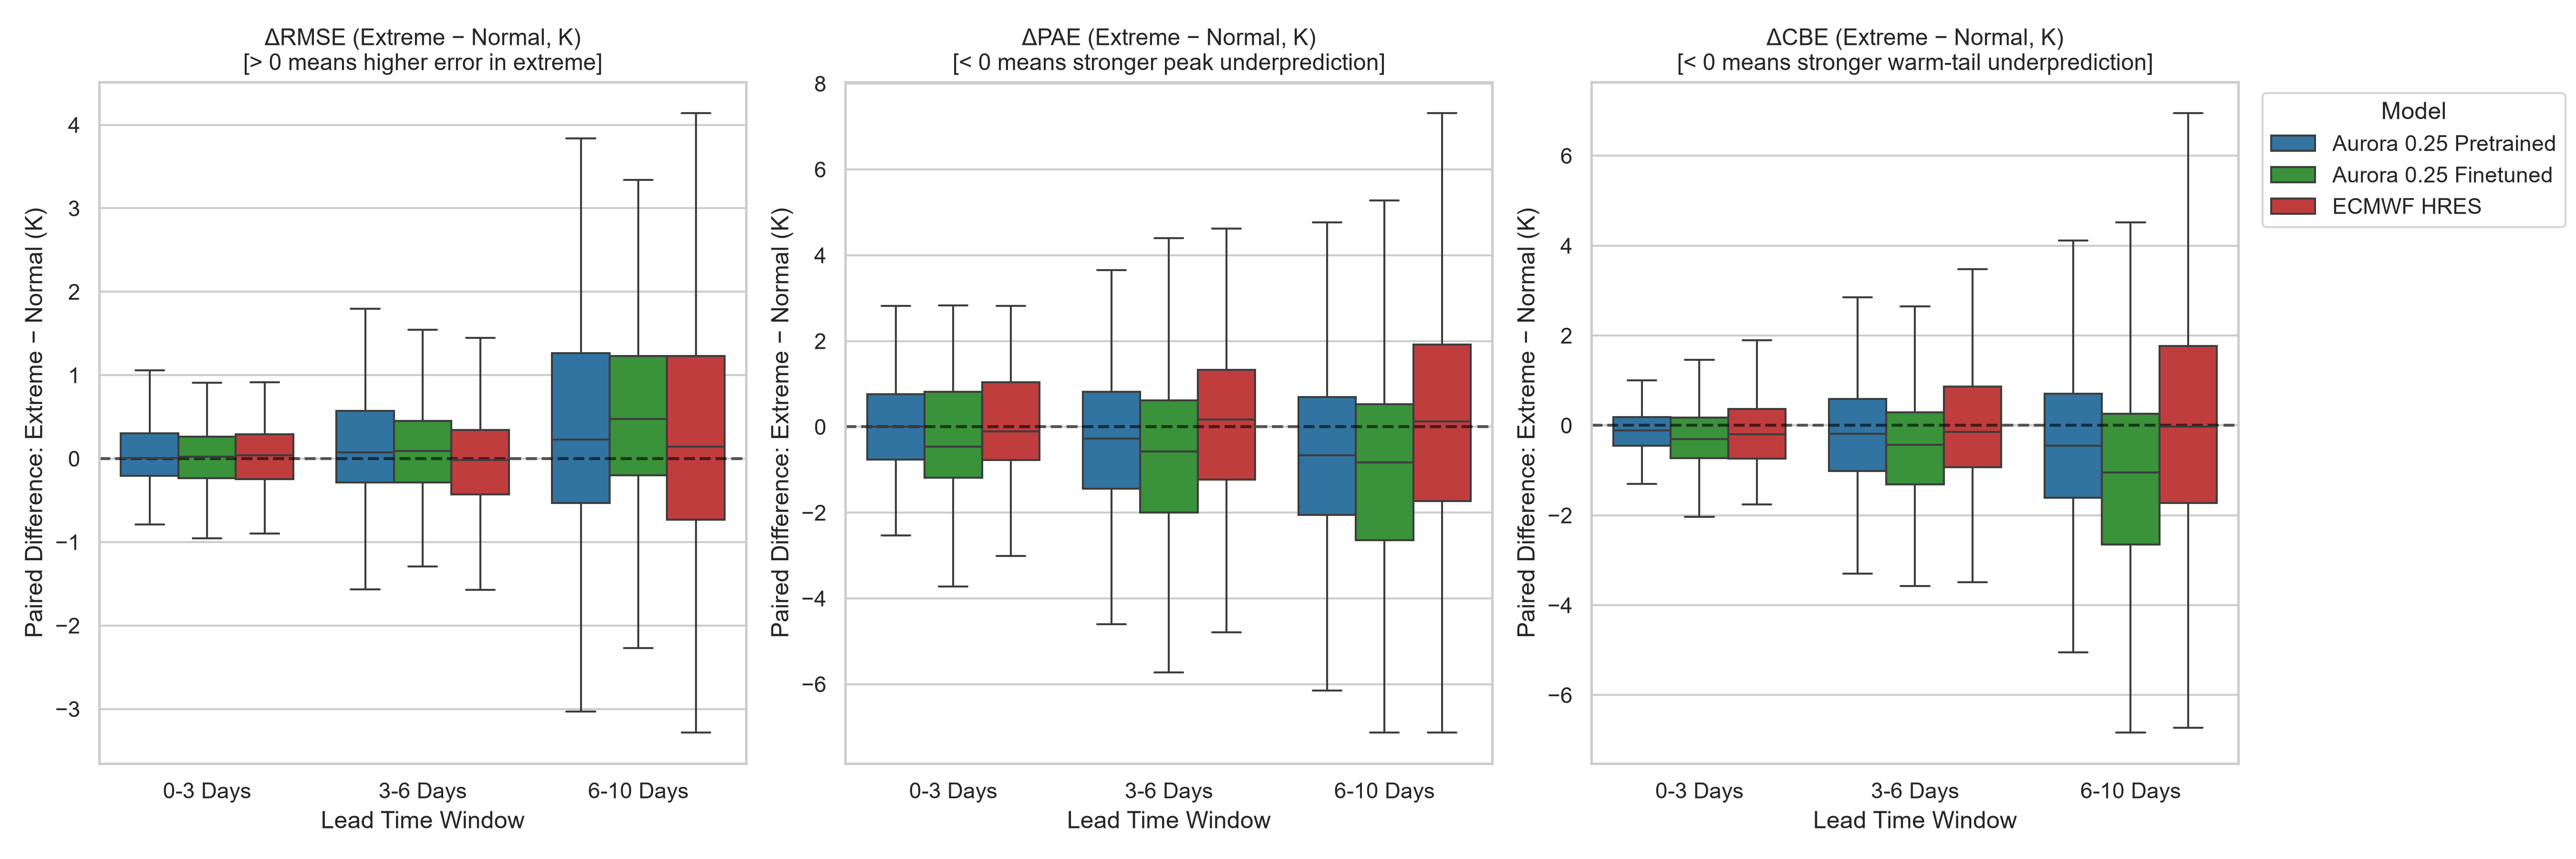 ΔRMSE (Extreme − Normal, K)
[> 0 means higher error in extreme]
Paired Difference: Extreme − Normal (K)
4
3
2
1
0
−1
−2
−3
0-3 Days
3-6 Days
6-10 Days
Lead Time Window
ΔPAE (Extreme − Normal, K)
[< 0 means stronger peak underprediction]
Paired Difference: Extreme − Normal (K)
8
6
4
2
0
−2
−4
−6
0-3 Days
3-6 Days
6-10 Days
Lead Time Window
ΔCBE (Extreme − Normal, K)
[< 0 means stronger warm-tail underprediction]
Paired Difference: Extreme − Normal (K)
6
4
2
0
−2
−4
−6
0-3 Days
3-6 Days
6-10 Days
Lead Time Window
Model
Aurora 0.25 Pretrained
Aurora 0.25 Finetuned
ECMWF HRES